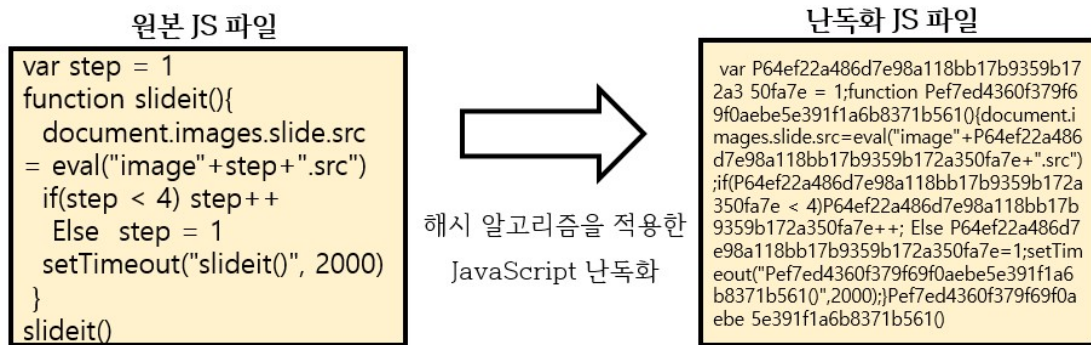 원본 JS 파일
var step = 1
function slideit(){
document.images.slide.src
= eval("image"+step+".src")
if(step < 4) step++
Else step = 1
setTimeout("slideit()", 2000)
}
slideit()
해시 알고리즘을 적용한
JavaScript 난독화
난독화 JS 파일
var P64ef22a486d7e98a118bb17b9359b17
2a3 50fa7e = 1;function Pef7ed4360f379f6
9f0aebe5e391f1a6b8371b561(){document.i
mages.slide.src=eval("image"+P64ef22a486
d7e98a118bb17b9359b172a350fa7e+".src")
;if(P64ef22a486d7e98a118bb17b9359b172a
350fa7e < 4)P64ef22a486d7e98a118bb17b
9359b172a350fa7e++; Else P64ef22a486d7
e98a118bb17b9359b172a350fa7e=1;setTim
eout("Pef7ed4360f379f69f0aebe5e391f1a6
b8371b561()",2000);}Pef7ed4360f379f69f0a
ebe 5e391f1a6b8371b561()